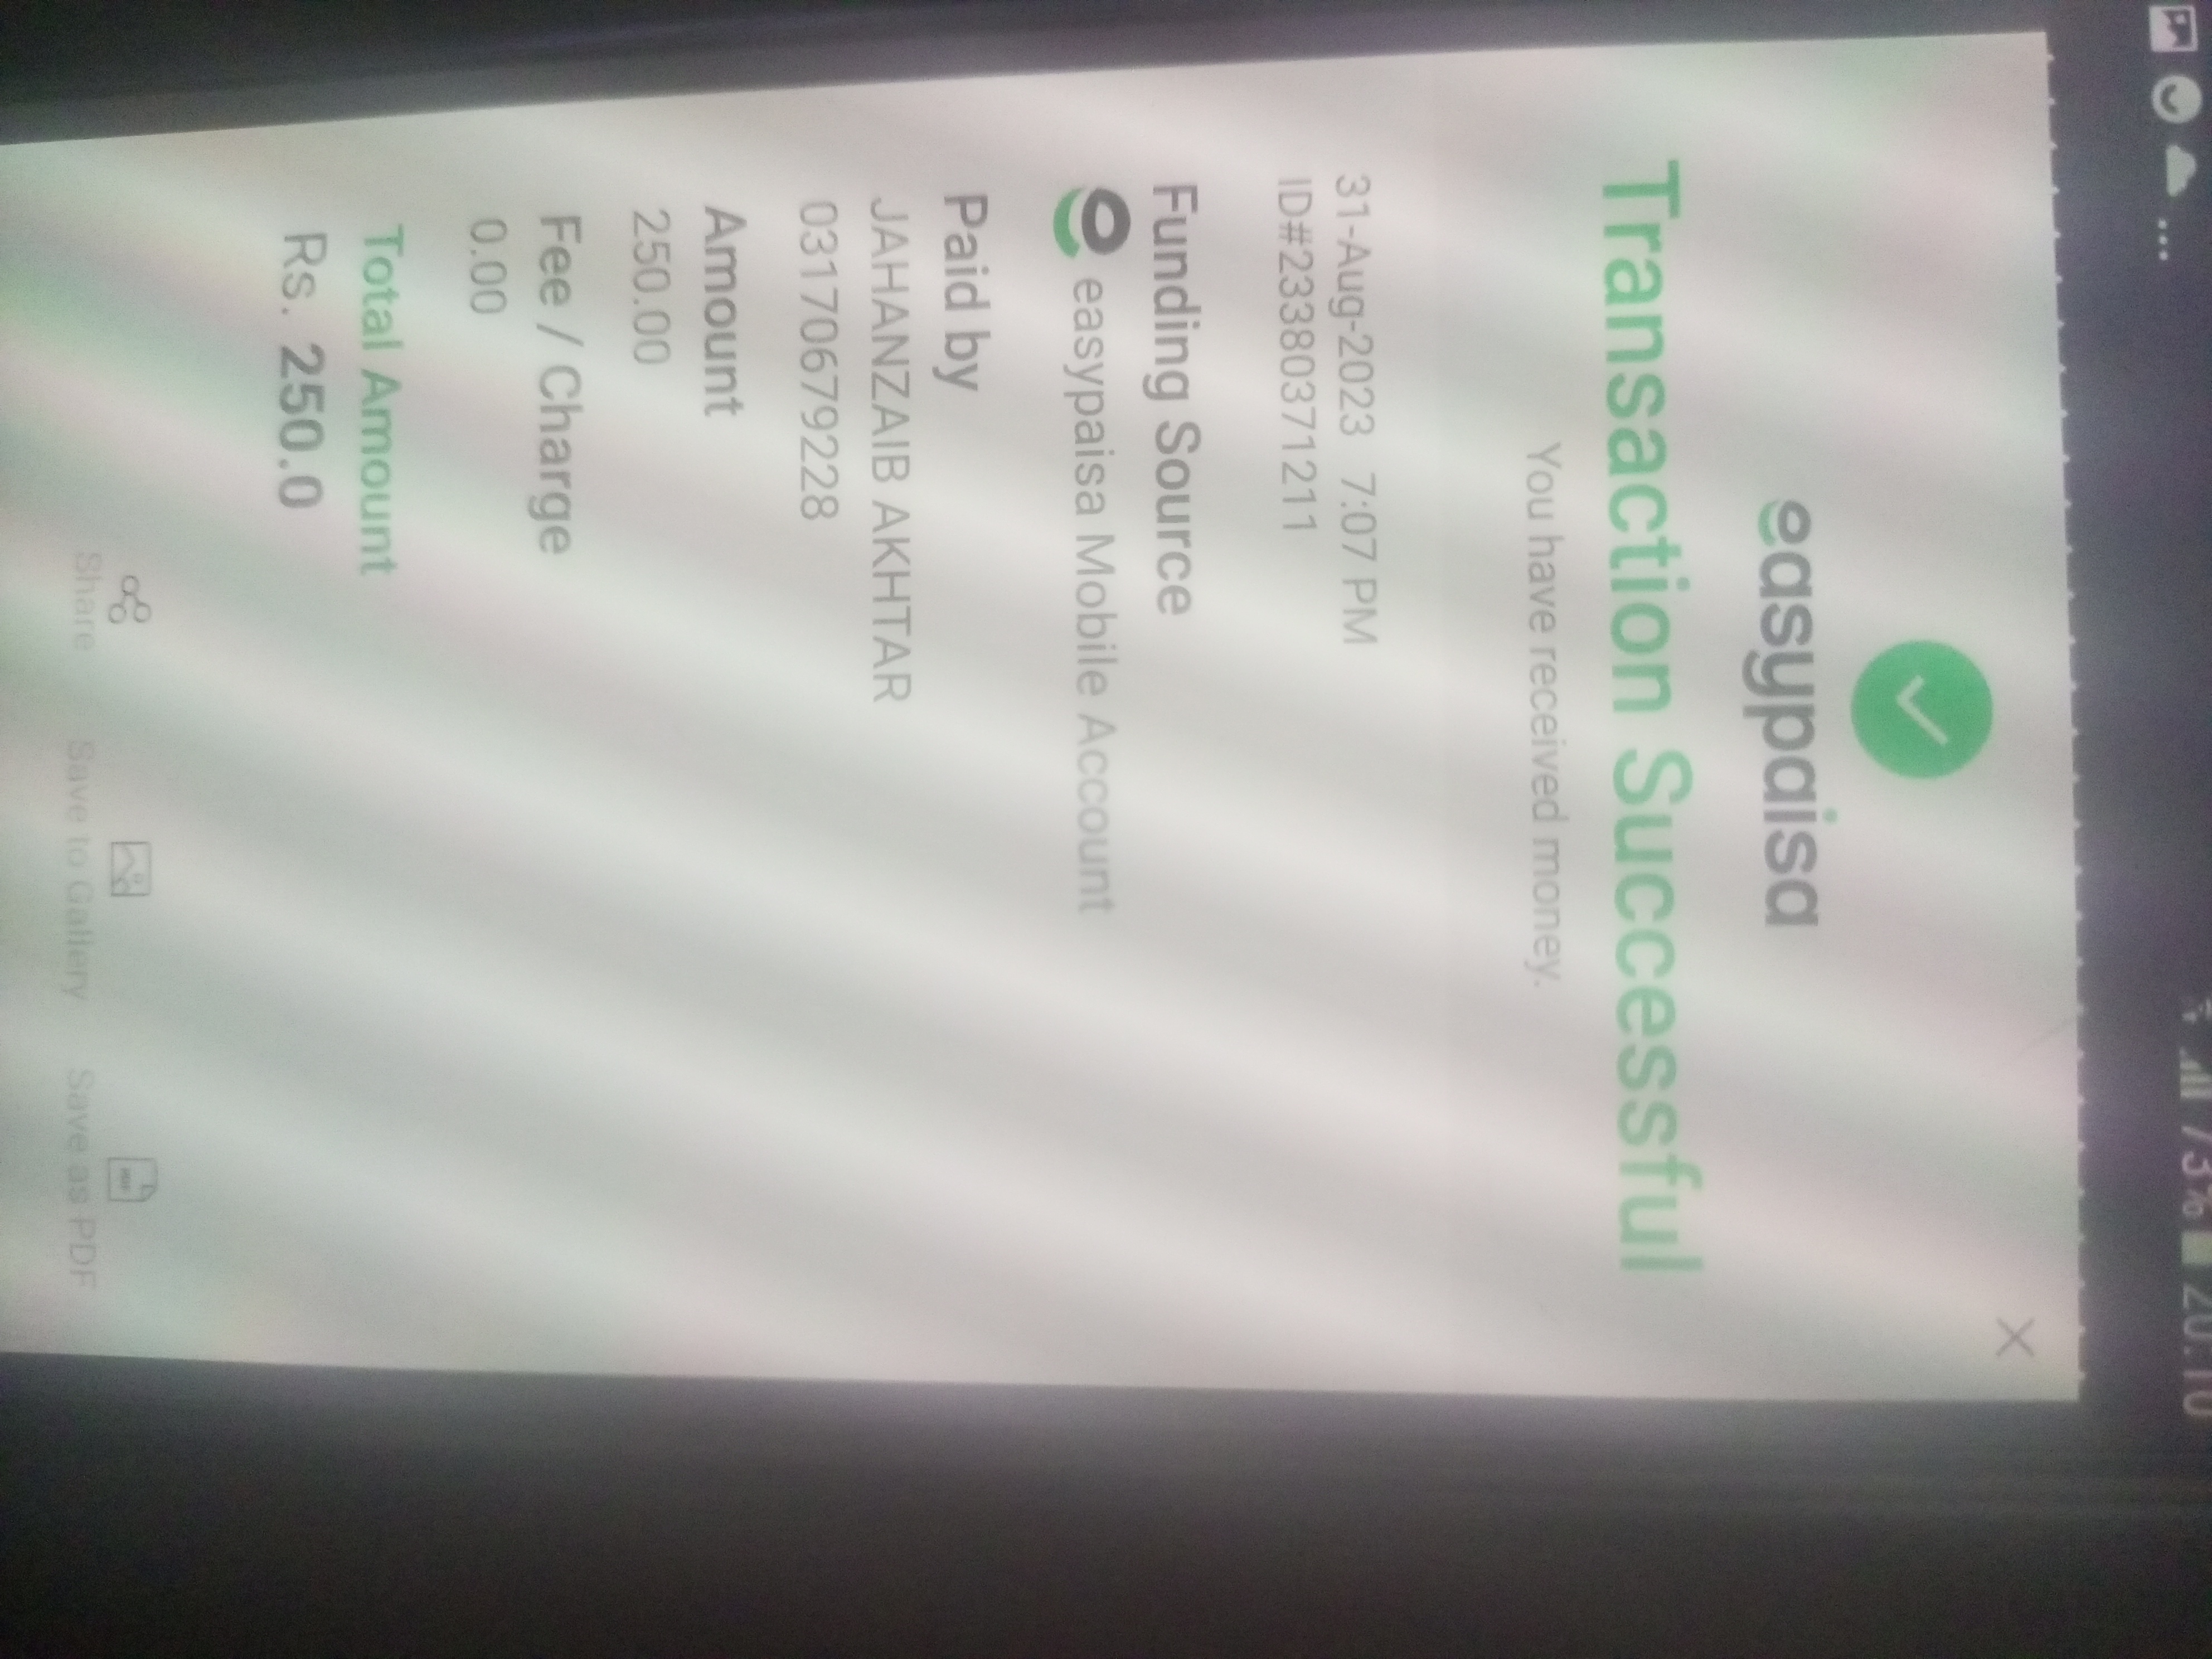 73% 20:10
easypaisa
Transaction Successful
You have received money.
31-Aug-2023 7:07 PM
ID#23380371211
Funding Source
easypaisa Mobile Account
Paid by
JAHANZAIB AKHTAR
03170679228
Amount
250.00
Fee / Charge
0.00
Total Amount
Rs. 250.0
Share
Save to Gallery
Save as PDF